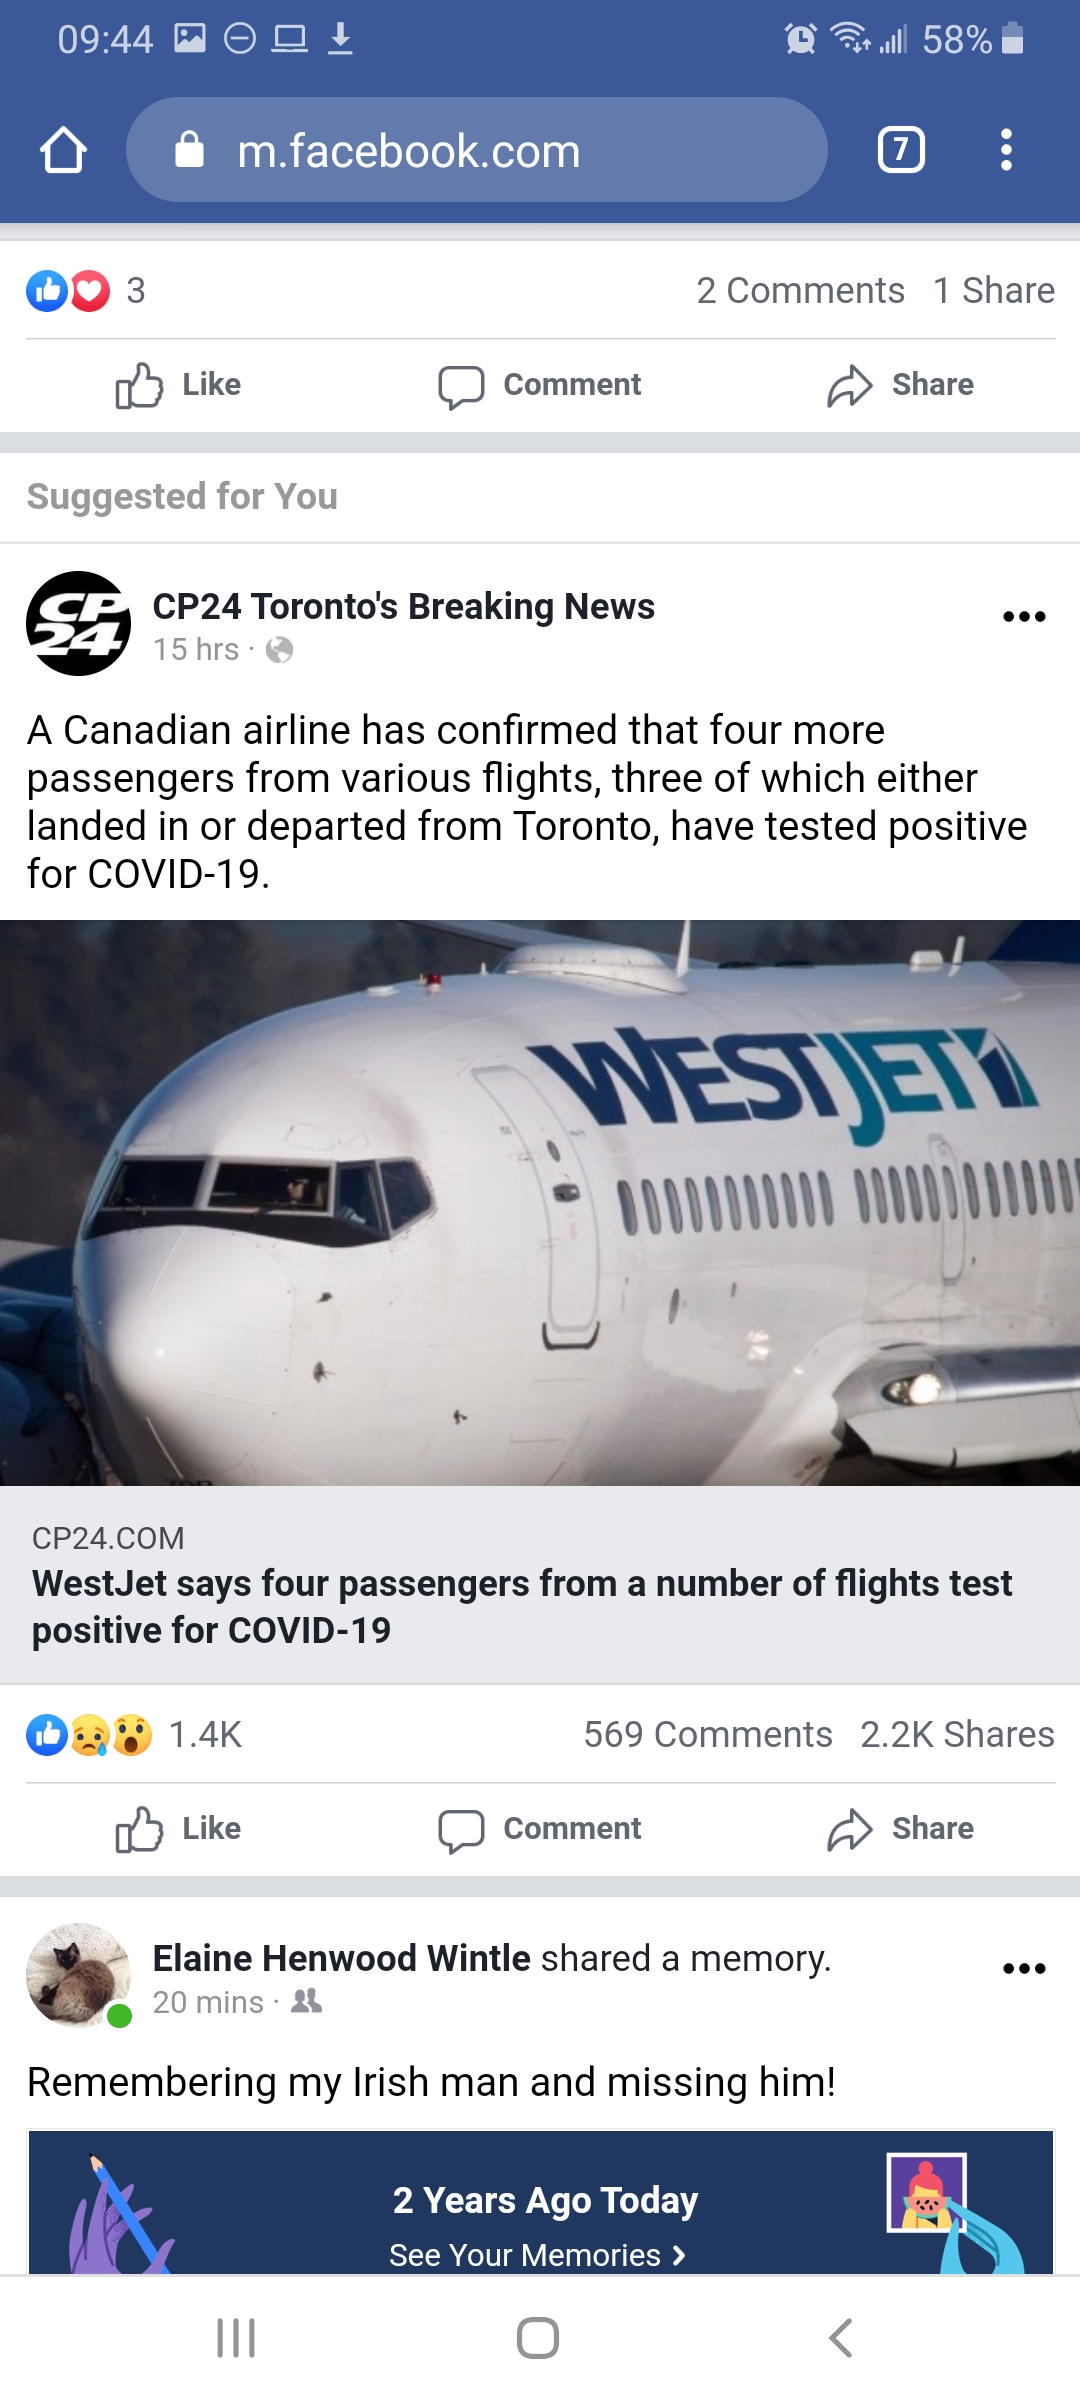 09:44
58%
m.facebook.com
7
3
2 Comments 1 Share
Like
Comment
Share
Suggested for You
CP24
CP24 Toronto's Breaking News
15 hrs ·
A Canadian airline has confirmed that four more
passengers from various flights, three of which either
landed in or departed from Toronto, have tested positive
for COVID-19.
WESTJET
CP24.COM
WestJet says four passengers from a number of flights test
positive for COVID-19
1.4K
569 Comments 2.2K Shares
Like
Comment
Share
Elaine Henwood Wintle shared a memory.
20 mins ·
Remembering my Irish man and missing him!
2 Years Ago Today
See Your Memories